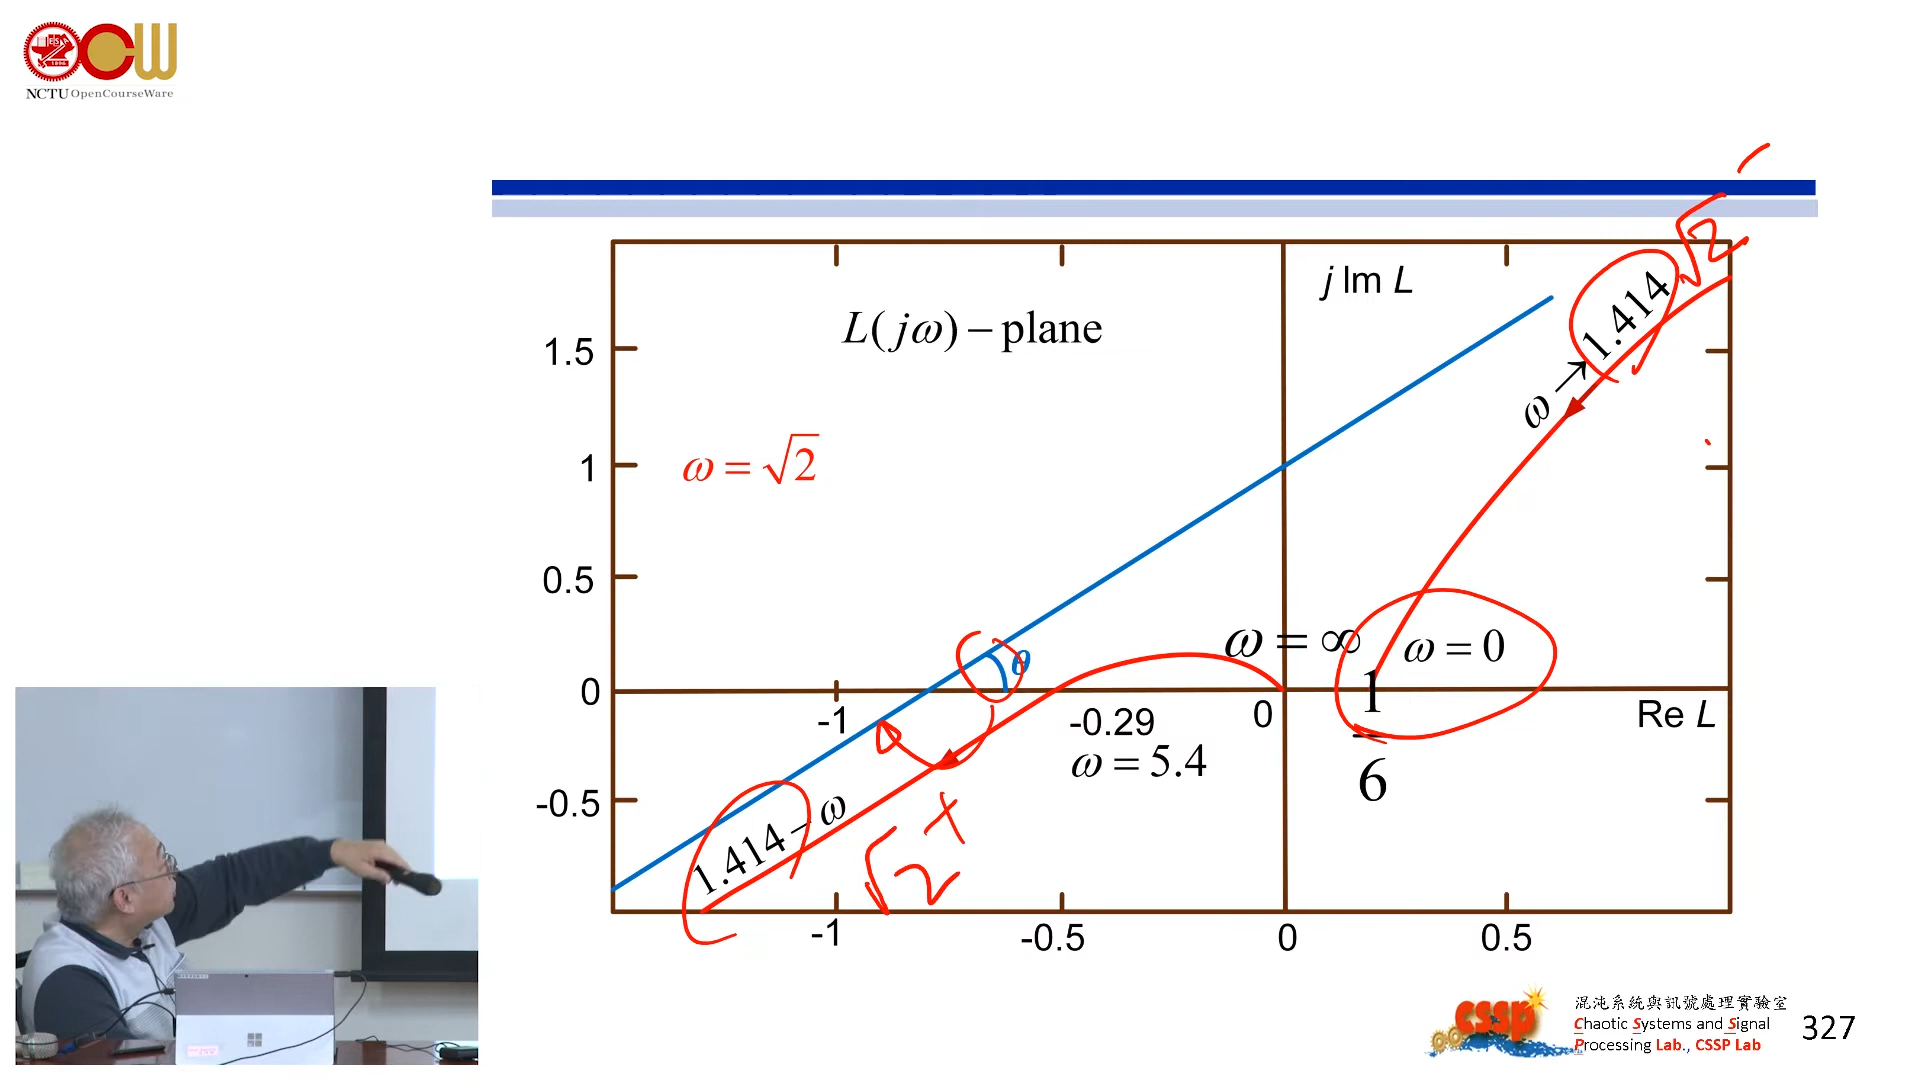 NCTU OpenCourseWare
j Im L
L(jω) – plane
√2⁻
1.5
ω → 1.414
1
ω = √2
0.5
θ
ω = ∞
ω = 0
0
-1
-0.29
0
1/6
Re L
ω = 5.4
-0.5
1.414 – ω
√2⁺
-1
-0.5
0
0.5
cssp
混沌系統與訊號處理實驗室
Chaotic Systems and Signal
Processing Lab., CSSP Lab
327